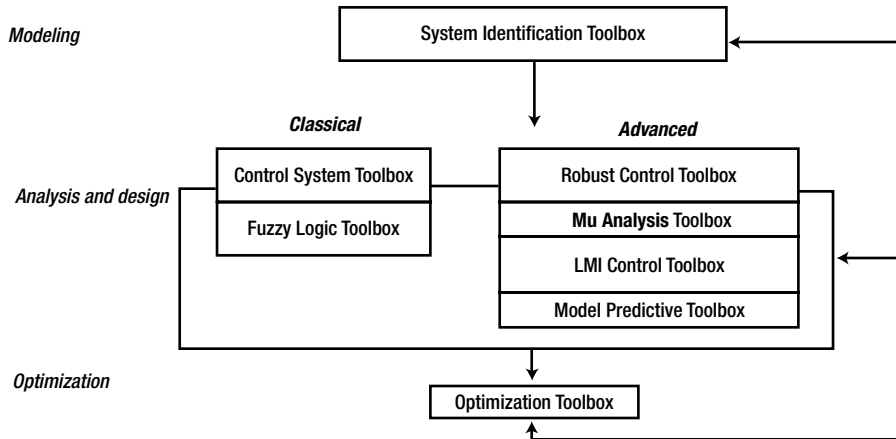 Modeling
System Identification Toolbox
Classical
Advanced
Analysis and design
Control System Toolbox
Fuzzy Logic Toolbox
Robust Control Toolbox
Mu Analysis Toolbox
LMI Control Toolbox
Model Predictive Toolbox
Optimization
Optimization Toolbox